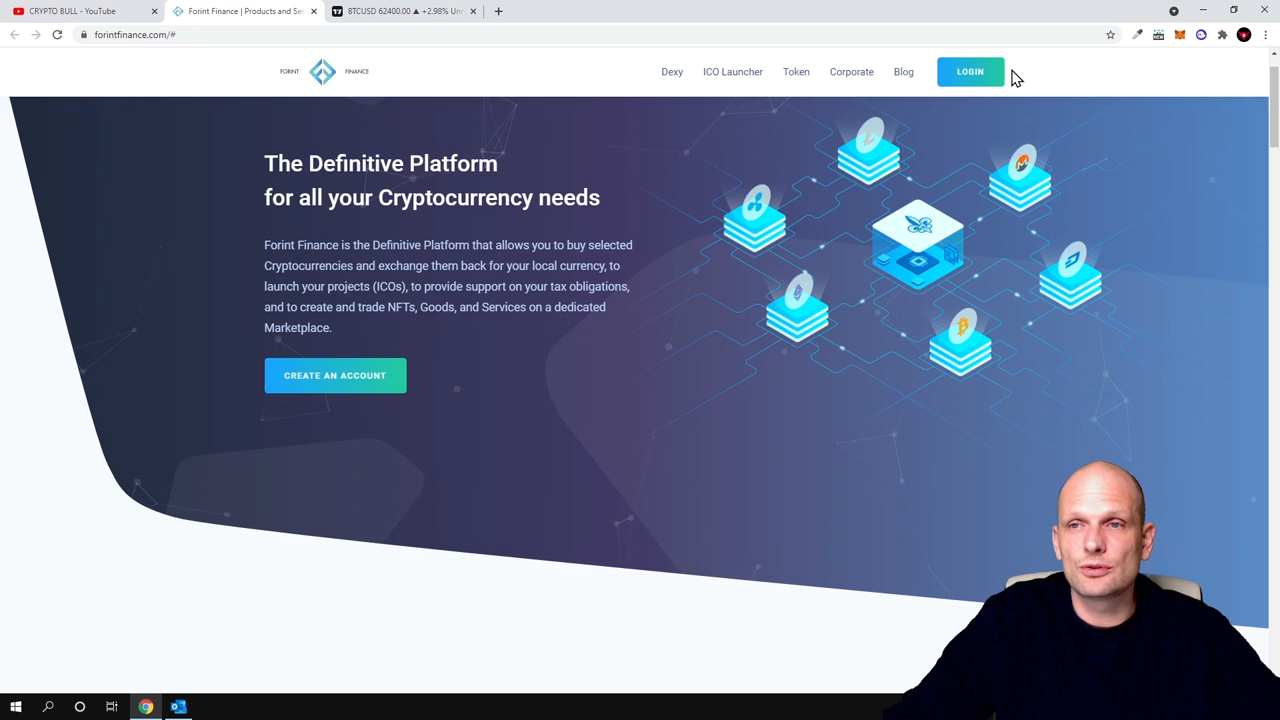 CRYPTO BULL - YouTube
Forint Finance | Products and Se
BTCUSD 62400.00 ▲ +2.98% Un
forintfinance.com/#
FORINT FINANCE
Dexy ICO Launcher Token Corporate Blog LOGIN
The Definitive Platform
for all your Cryptocurrency needs
Forint Finance is the Definitive Platform that allows you to buy selected
Cryptocurrencies and exchange them back for your local currency, to
launch your projects (ICOs), to provide support on your tax obligations,
and to create and trade NFTs, Goods, and Services on a dedicated
Marketplace.
CREATE AN ACCOUNT